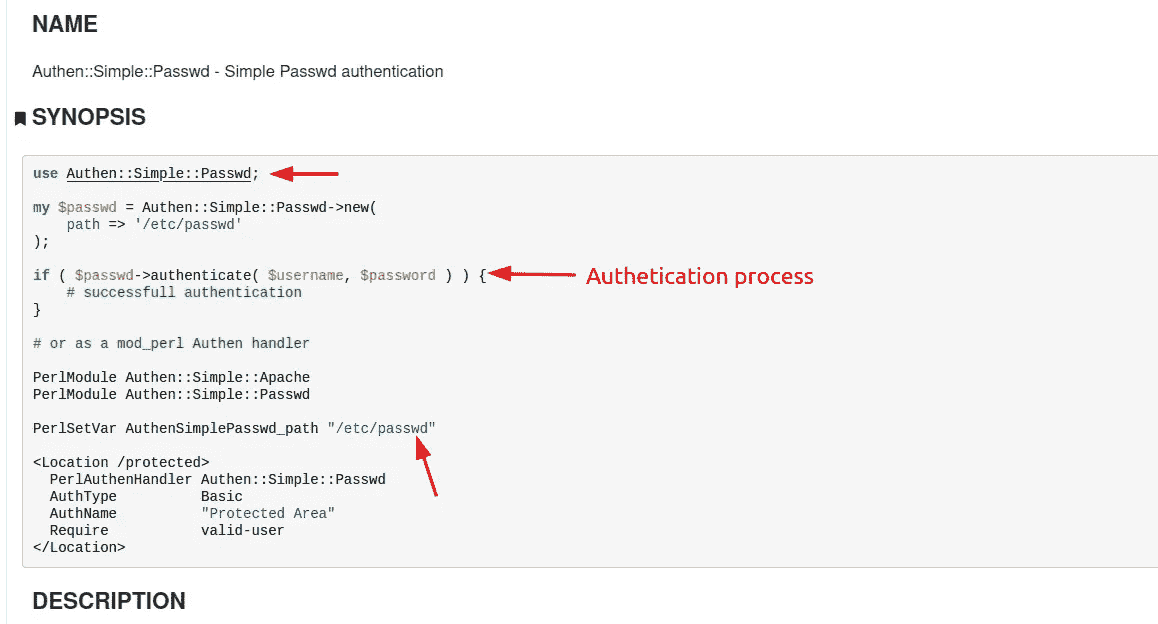 NAME
Authen::Simple::Passwd - Simple Passwd authentication
SYNOPSIS
use Authen::Simple::Passwd;
my $passwd = Authen::Simple::Passwd->new(
    path => '/etc/passwd'
);
if ( $passwd->authenticate( $username, $password ) ) {
Authetication process
    # successfull authentication
}
# or as a mod_perl Authen handler
PerlModule Authen::Simple::Apache
PerlModule Authen::Simple::Passwd
PerlSetVar AuthenSimplePasswd_path "/etc/passwd"
<Location /protected>
  PerlAuthenHandler Authen::Simple::Passwd
  AuthType          Basic
  AuthName          "Protected Area"
  Require           valid-user
</Location>
DESCRIPTION